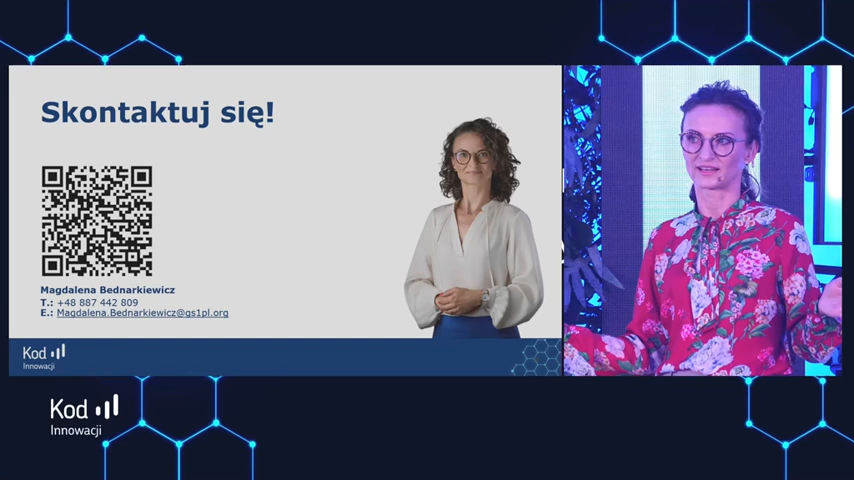 Skontaktuj się!
Magdalena Bednarkiewicz
T.: +48 887 442 809
E.: Magdalena.Bednarkiewicz@gs1pl.org
Kod
Innowacji
Kod
Innowacji